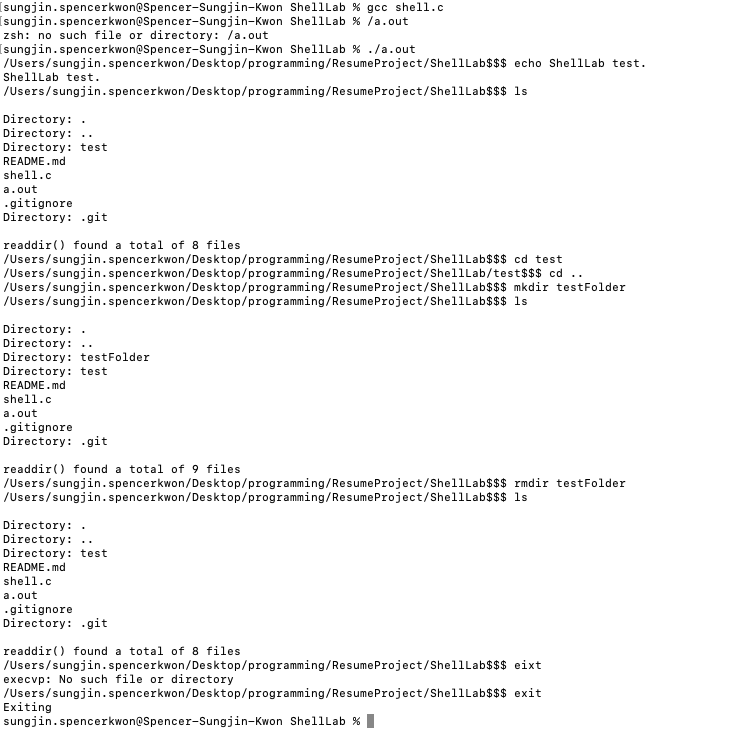 [sungjin.spencerkwon@Spencer-Sungjin-Kwon ShellLab % gcc shell.c
[sungjin.spencerkwon@Spencer-Sungjin-Kwon ShellLab % /a.out
zsh: no such file or directory: /a.out
[sungjin.spencerkwon@Spencer-Sungjin-Kwon ShellLab % ./a.out
/Users/sungjin.spencerkwon/Desktop/programming/ResumeProject/ShellLab$$$ echo ShellLab test.
ShellLab test.
/Users/sungjin.spencerkwon/Desktop/programming/ResumeProject/ShellLab$$$ ls
Directory: .
Directory: ..
Directory: test
README.md
shell.c
a.out
.gitignore
Directory: .git
readdir() found a total of 8 files
/Users/sungjin.spencerkwon/Desktop/programming/ResumeProject/ShellLab$$$ cd test
/Users/sungjin.spencerkwon/Desktop/programming/ResumeProject/ShellLab/test$$$ cd ..
/Users/sungjin.spencerkwon/Desktop/programming/ResumeProject/ShellLab$$$ mkdir testFolder
/Users/sungjin.spencerkwon/Desktop/programming/ResumeProject/ShellLab$$$ ls
Directory: .
Directory: ..
Directory: testFolder
Directory: test
README.md
shell.c
a.out
.gitignore
Directory: .git
readdir() found a total of 9 files
/Users/sungjin.spencerkwon/Desktop/programming/ResumeProject/ShellLab$$$ rmdir testFolder
/Users/sungjin.spencerkwon/Desktop/programming/ResumeProject/ShellLab$$$ ls
Directory: .
Directory: ..
Directory: test
README.md
shell.c
a.out
.gitignore
Directory: .git
readdir() found a total of 8 files
/Users/sungjin.spencerkwon/Desktop/programming/ResumeProject/ShellLab$$$ eixt
execvp: No such file or directory
/Users/sungjin.spencerkwon/Desktop/programming/ResumeProject/ShellLab$$$ exit
Exiting
sungjin.spencerkwon@Spencer-Sungjin-Kwon ShellLab %